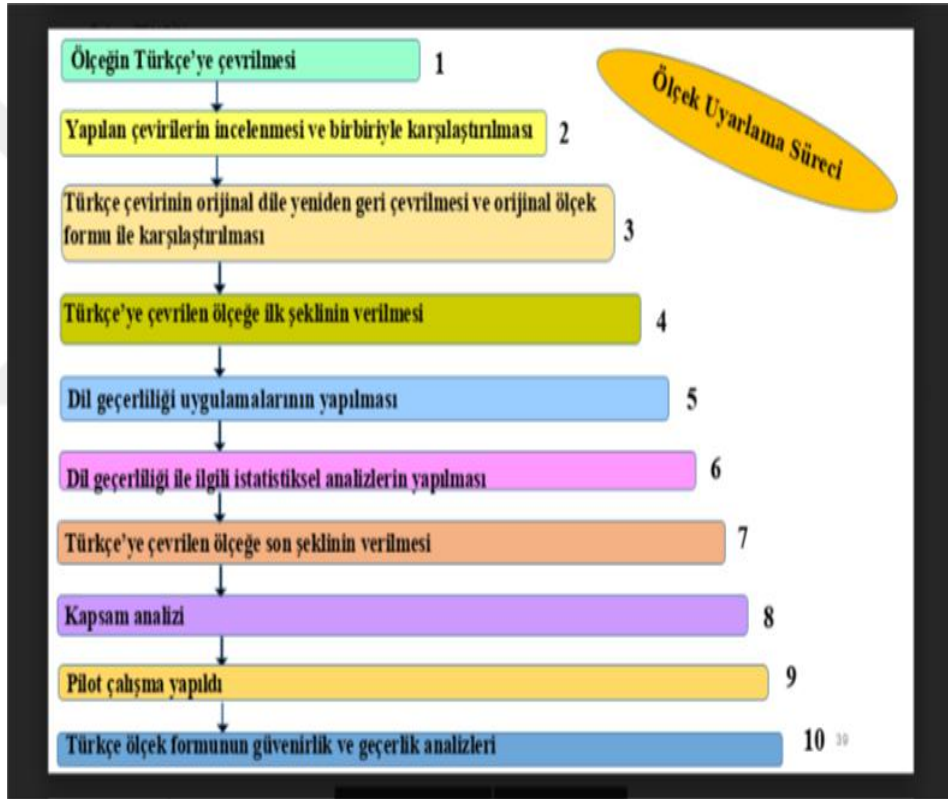 Ölçek Uyarlama Süreci
Ölçeğin Türkçe’ye çevrilmesi 1
Yapılan çevirilerin incelenmesi ve birbiriyle karşılaştırılması 2
Türkçe çevirinin orijinal dile yeniden geri çevrilmesi ve orijinal ölçek
formu ile karşılaştırılması 3
Türkçe’ye çevrilen ölçeğe ilk şeklinin verilmesi 4
Dil geçerliliği uygulamalarının yapılması 5
Dil geçerliliği ile ilgili istatistiksel analizlerin yapılması 6
Türkçe’ye çevrilen ölçeğe son şeklinin verilmesi 7
Kapsam analizi 8
Pilot çalışma yapıldı 9
Türkçe ölçek formunun güvenirlik ve geçerlik analizleri 10